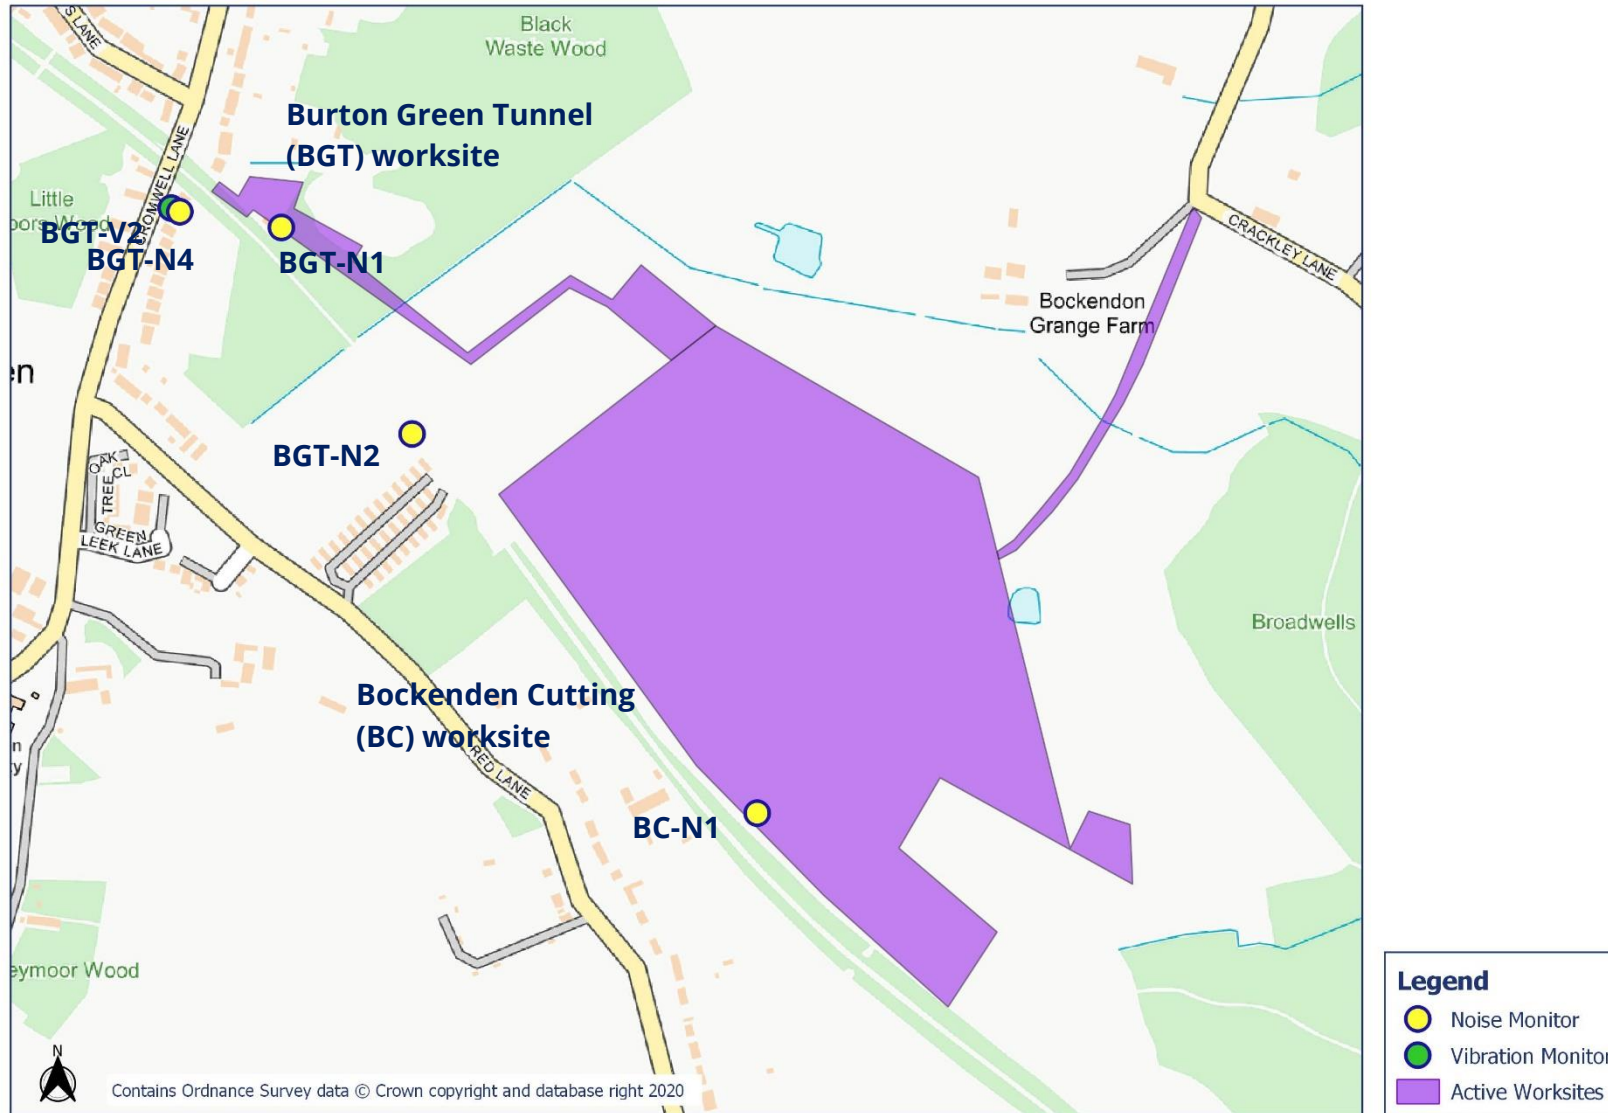 S LANE
Black
Waste Wood
Burton Green Tunnel
(BGT) worksite
CROMWELL LANE
Little
oors Wood
BGT-V2
BGT-N4
BGT-N1
CRACKLEY LANE
Bockendon
Grange Farm
en
BGT-N2
OAK
TREE
CL
GREEN
LEEK LANE
Broadwells
Bockenden Cutting
(BC) worksite
RED LANE
n
y
BC-N1
eymoor Wood
N
Contains Ordnance Survey data © Crown copyright and database right 2020
Legend
Noise Monitor
Vibration Monitor
Active Worksites